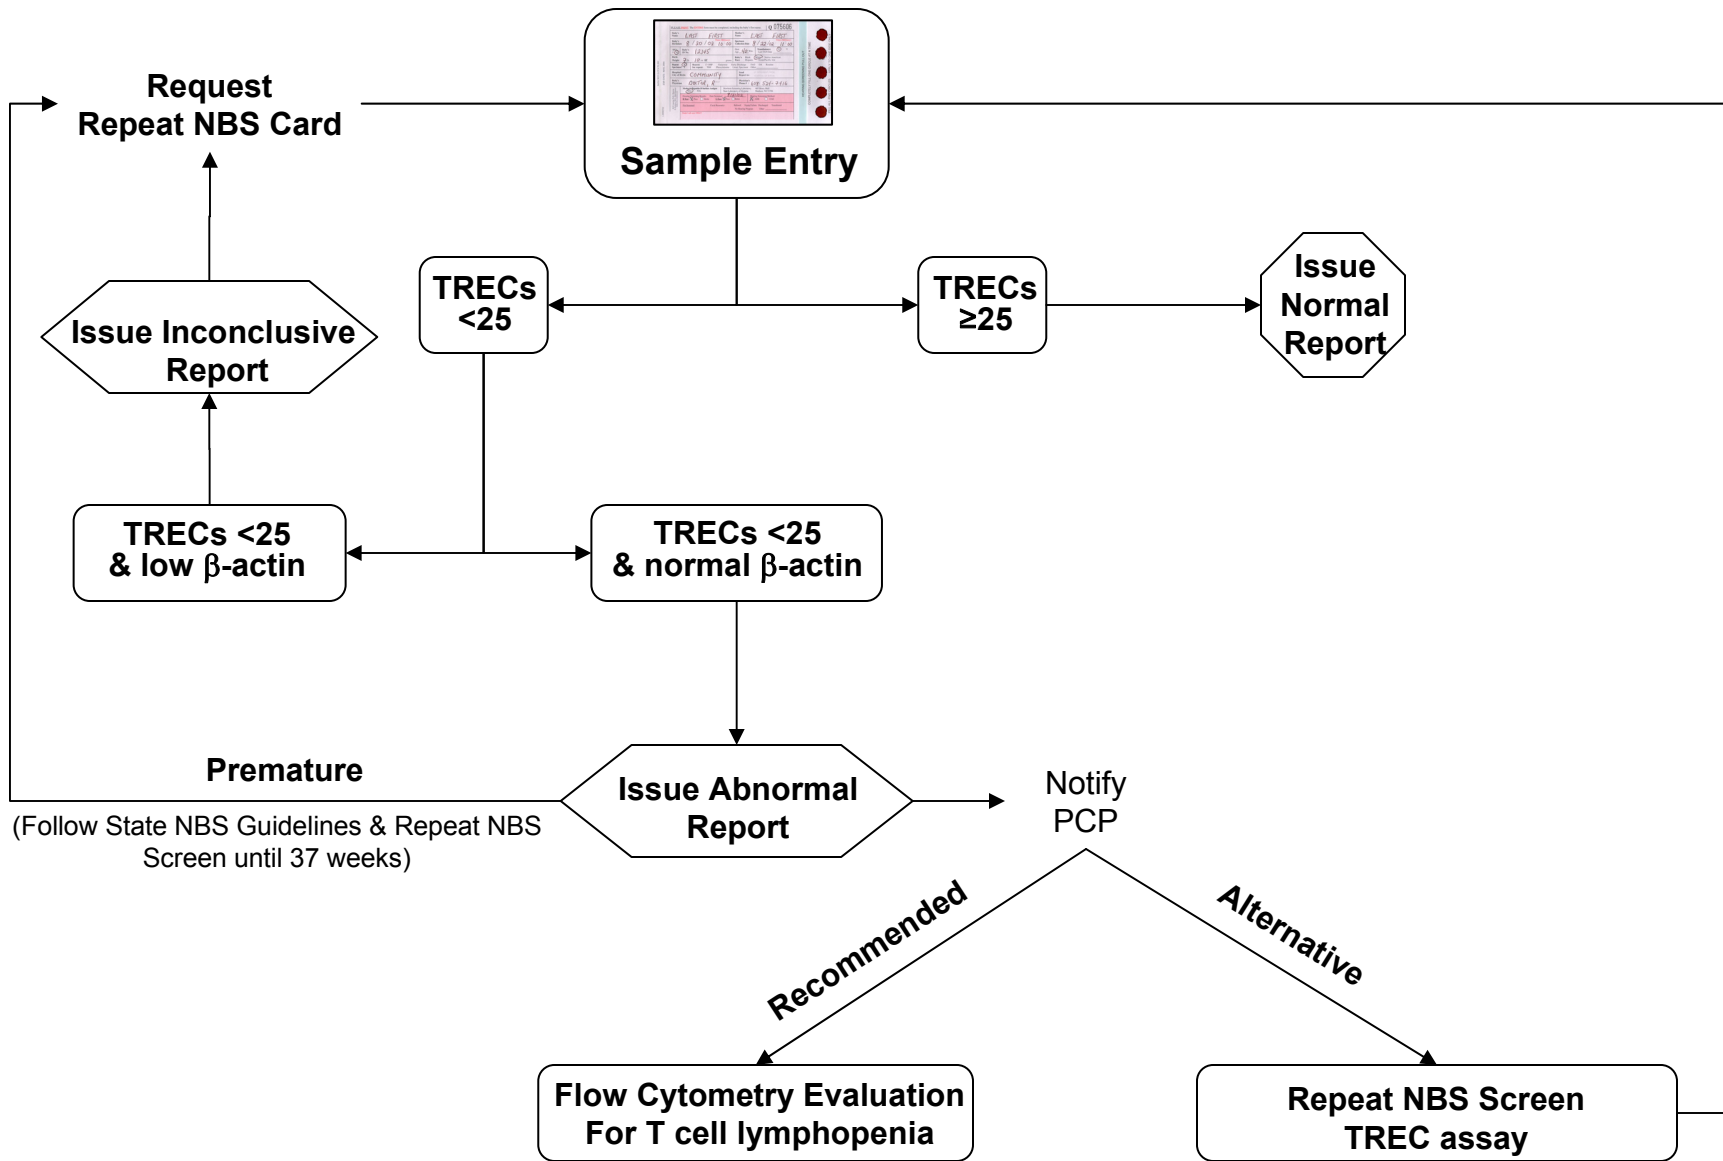 Request
Repeat NBS Card
Sample Entry
TRECs
<25
TRECs
≥25
Issue
Normal
Report
Issue Inconclusive
Report
TRECs <25
& low β-actin
TRECs <25
& normal β-actin
Premature
(Follow State NBS Guidelines & Repeat NBS
Screen until 37 weeks)
Issue Abnormal
Report
Notify
PCP
Recommended
Alternative
Flow Cytometry Evaluation
For T cell lymphopenia
Repeat NBS Screen
TREC assay